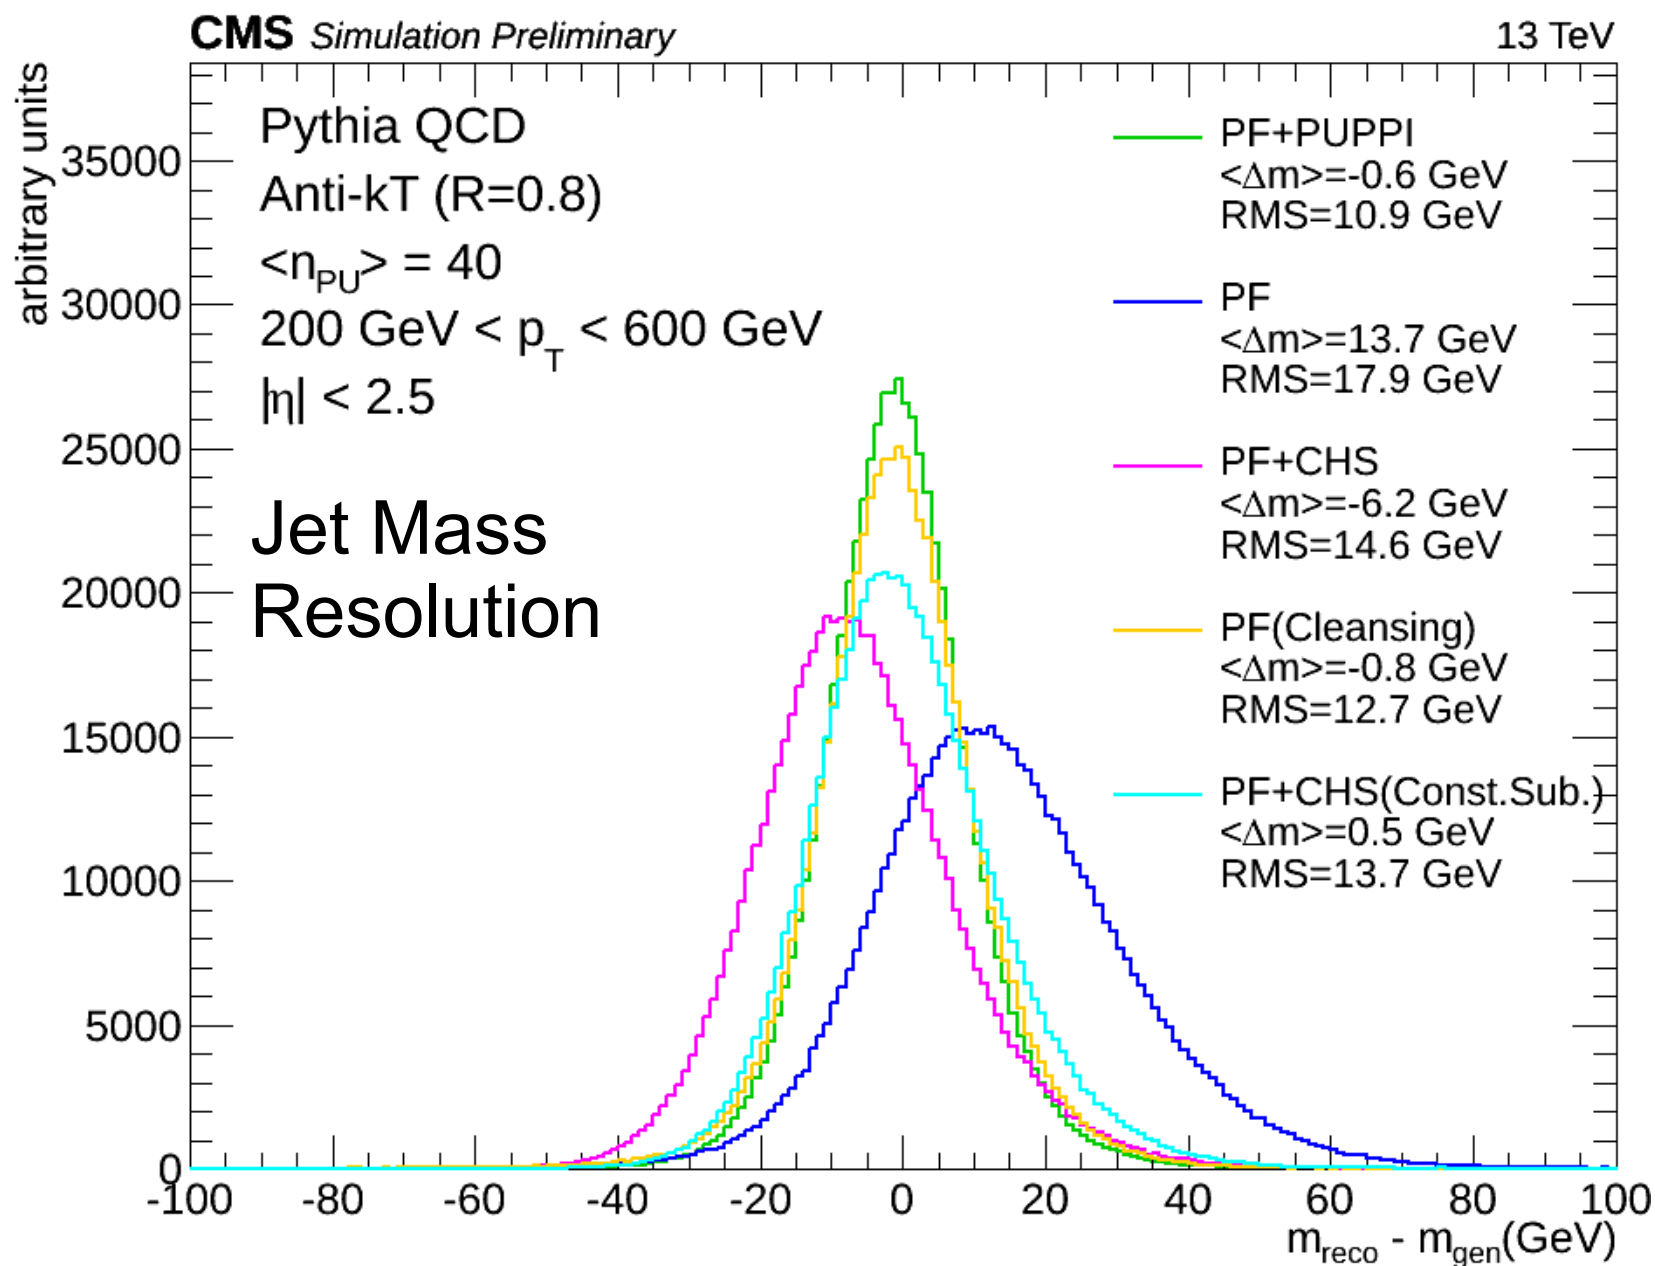 CMS Simulation Preliminary
13 TeV
arbitrary units
Pythia QCD
Anti-kT (R=0.8)
<nPU> = 40
200 GeV < pT < 600 GeV
|η| < 2.5
Jet Mass
Resolution
PF+PUPPI
<Δm>=-0.6 GeV
RMS=10.9 GeV
PF
<Δm>=13.7 GeV
RMS=17.9 GeV
PF+CHS
<Δm>=-6.2 GeV
RMS=14.6 GeV
PF(Cleansing)
<Δm>=-0.8 GeV
RMS=12.7 GeV
PF+CHS(Const.Sub.)
<Δm>=0.5 GeV
RMS=13.7 GeV
35000
30000
25000
20000
15000
10000
5000
0
-100 -80 -60 -40 -20 0 20 40 60 80 100
mreco - mgen(GeV)